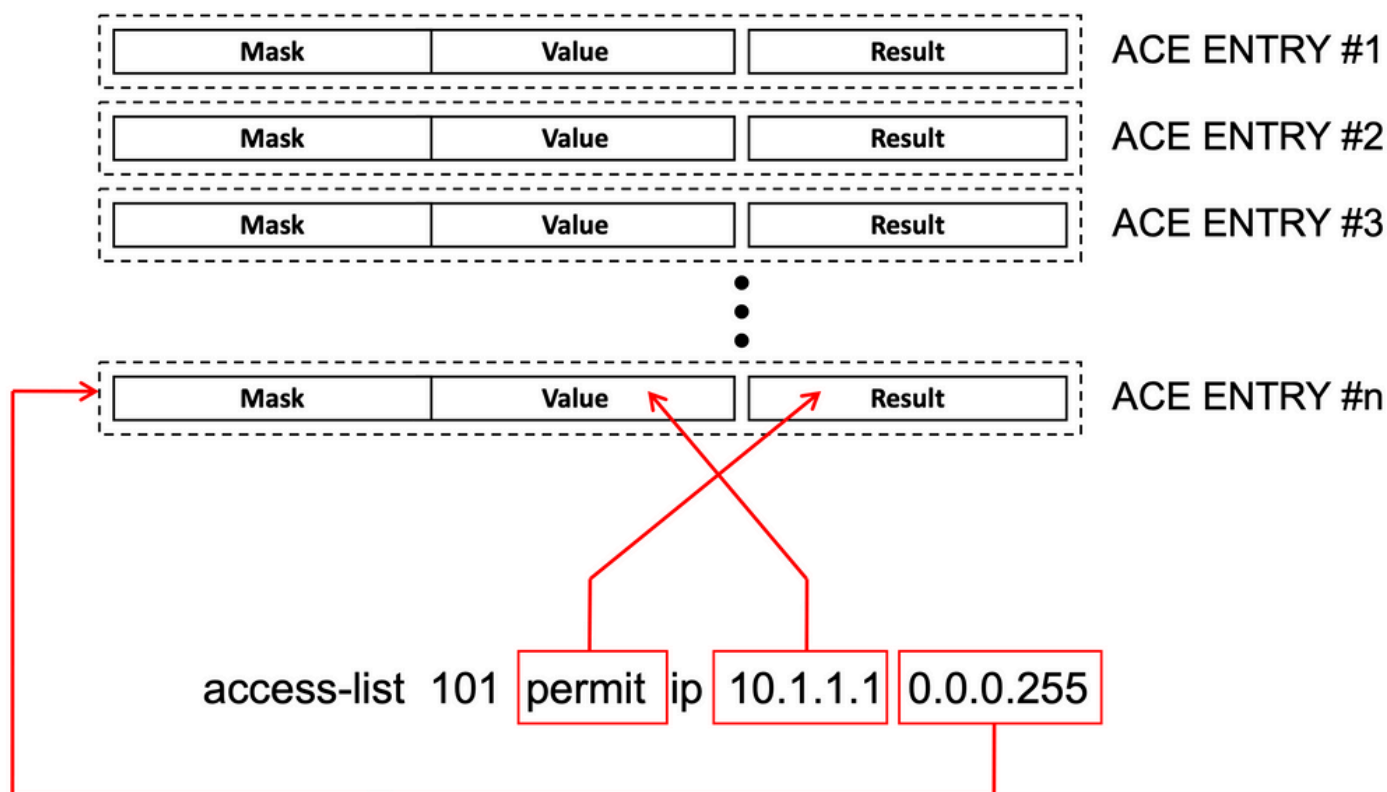 Mask Value Result ACE ENTRY #1
Mask Value Result ACE ENTRY #2
Mask Value Result ACE ENTRY #3
Mask Value Result ACE ENTRY #n
access-list 101 permit ip 10.1.1.1 0.0.0.255